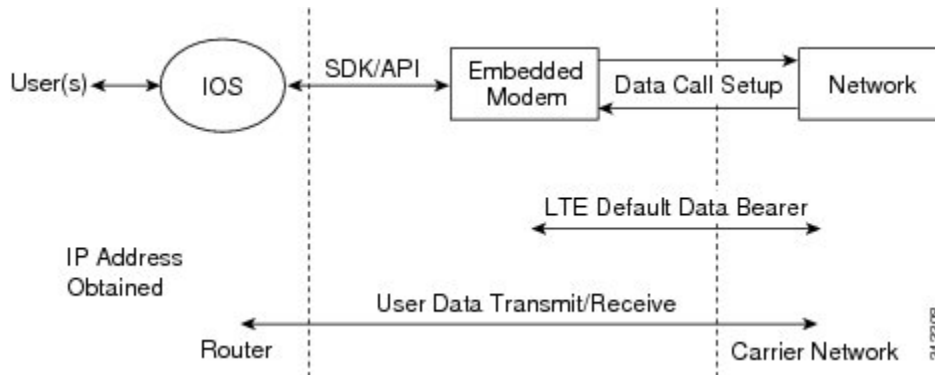 User(s)
IOS
SDK/API
Embedded
Modem
Data Call Setup
Network
LTE Default Data Bearer
IP Address
Obtained
User Data Transmit/Receive
Router
Carrier Network